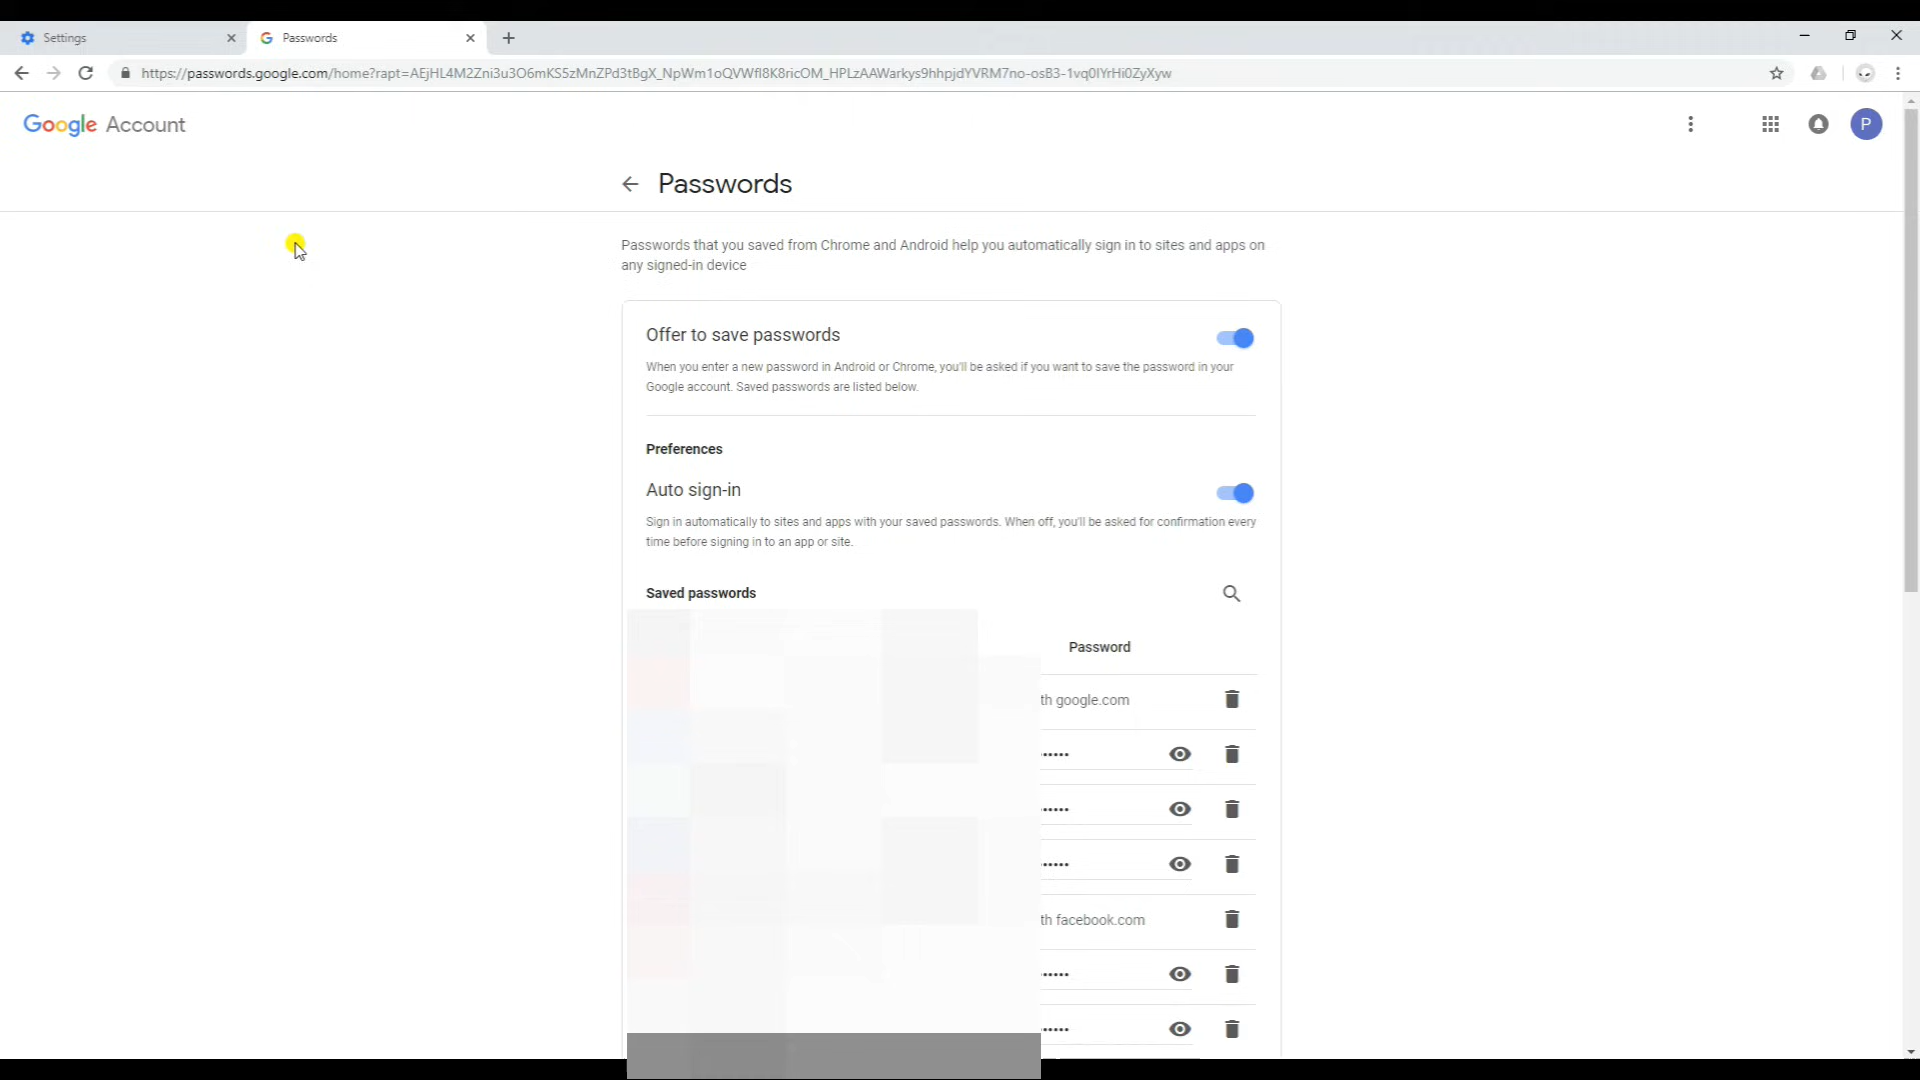 Settings
Passwords
https://passwords.google.com/home?rapt=AEjHL4M2Zni3u3O6mKS5zMnZPd3tBgX_NpWm1oQVWfI8K8ricOM_HPLzAAWarkys9hhpjdYVRM7no-osB3-1vq0IYrHi0ZyXyw
Google Account
P
Passwords
Passwords that you saved from Chrome and Android help you automatically sign in to sites and apps on
any signed-in device
Offer to save passwords
When you enter a new password in Android or Chrome, you'll be asked if you want to save the password in your
Google account. Saved passwords are listed below.
Preferences
Auto sign-in
Sign in automatically to sites and apps with your saved passwords. When off, you'll be asked for confirmation every
time before signing in to an app or site.
Saved passwords
Password
th google.com
th facebook.com